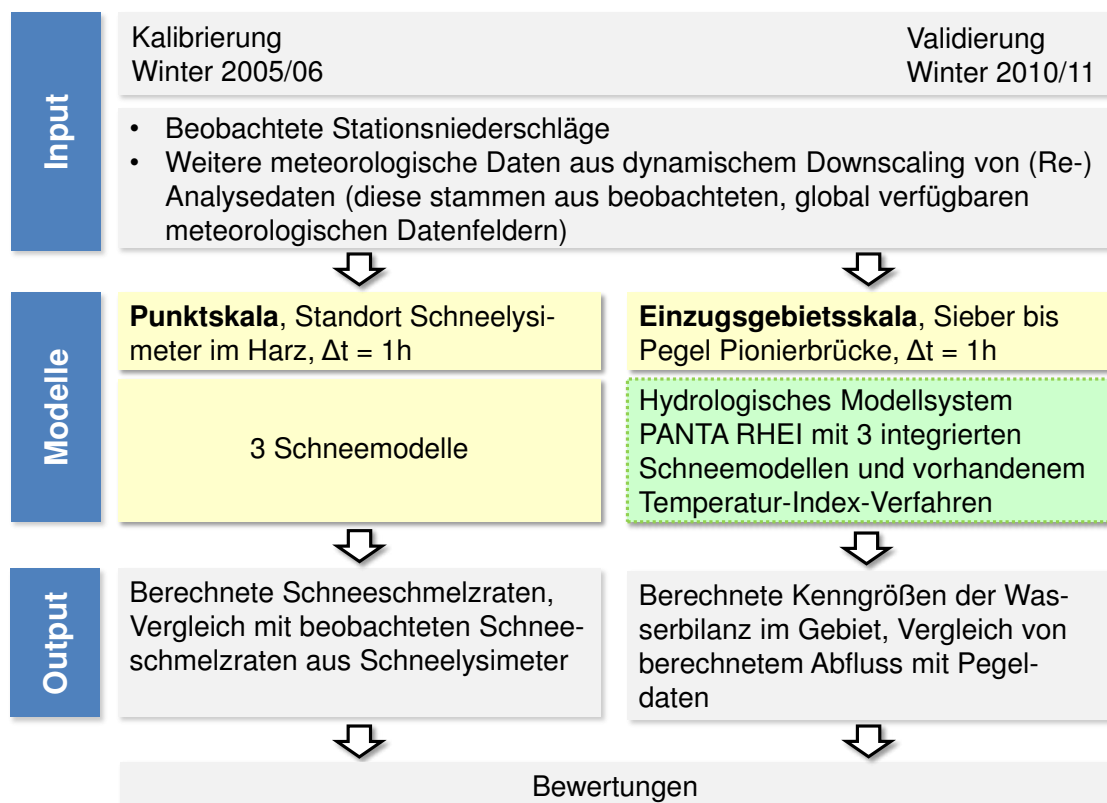 Input
Kalibrierung
Winter 2005/06
Validierung
Winter 2010/11
• Beobachtete Stationsniederschläge
• Weitere meteorologische Daten aus dynamischem Downscaling von (Re-)
Analysedaten (diese stammen aus beobachteten, global verfügbaren
meteorologischen Datenfeldern)
Modelle
Punktskala, Standort Schneelysi-
meter im Harz, Δt = 1h
3 Schneemodelle
Einzugsgebietsskala, Sieber bis
Pegel Pionierbrücke, Δt = 1h
Hydrologisches Modellsystem
PANTA RHEI mit 3 integrierten
Schneemodellen und vorhandenem
Temperatur-Index-Verfahren
Output
Berechnete Schneeschmelzraten,
Vergleich mit beobachteten Schnee-
schmelzraten aus Schneelysimeter
Berechnete Kenngrößen der Was-
serbilanz im Gebiet, Vergleich von
berechnetem Abfluss mit Pegel-
daten
Bewertungen